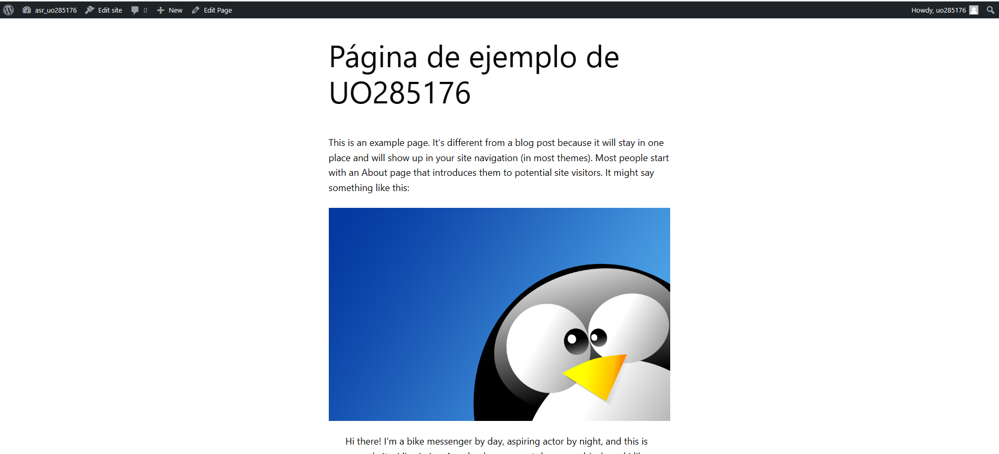 asr_uo285176 Edit site 0 New Edit Page Howdy, uo285176
Página de ejemplo de
UO285176
This is an example page. It’s different from a blog post because it will stay in one
place and will show up in your site navigation (in most themes). Most people start
with an About page that introduces them to potential site visitors. It might say
something like this:
Hi there! I’m a bike messenger by day, aspiring actor by night, and this is